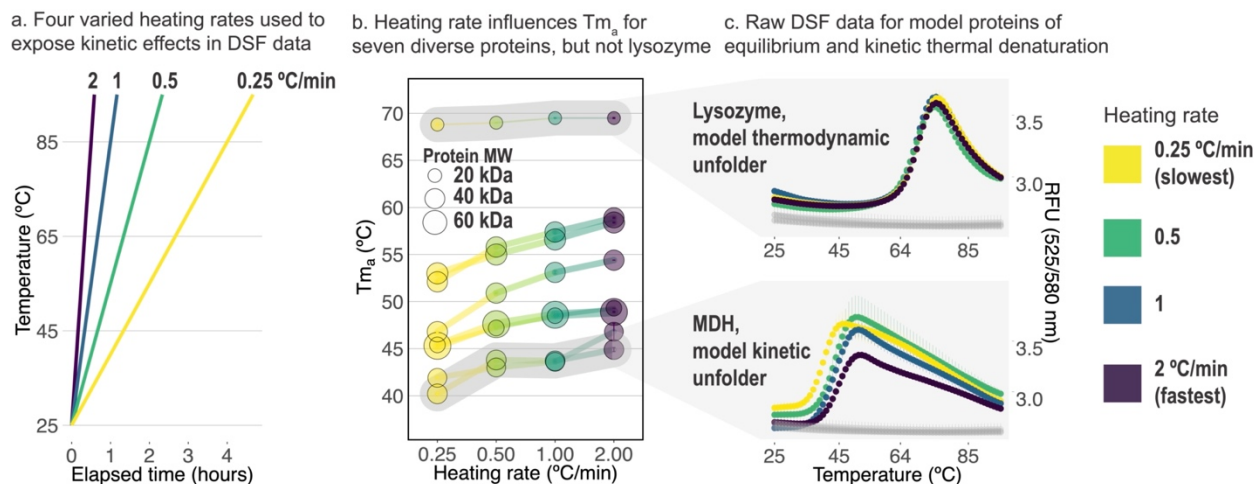 a. Four varied heating rates used to
expose kinetic effects in DSF data
2 1 0.5 0.25 ºC/min
Temperature (ºC)
85
65
45
25
0 1 2 3 4
Elapsed time (hours)
b. Heating rate influences Tmₐ for
seven diverse proteins, but not lysozyme
Tmₐ (ºC)
70
65
60
55
50
45
40
Protein MW
20 kDa
40 kDa
60 kDa
0.25 0.50 1.00 2.00
Heating rate (ºC/min)
c. Raw DSF data for model proteins of
equilibrium and kinetic thermal denaturation
Lysozyme,
model thermodynamic
unfolder
3.5
3.0
25 45 64 85
RFU (525/580 nm)
MDH,
model kinetic
unfolder
3.5
3.0
25 45 64 85
Temperature (ºC)
Heating rate
0.25 ºC/min
(slowest)
0.5
1
2 ºC/min
(fastest)